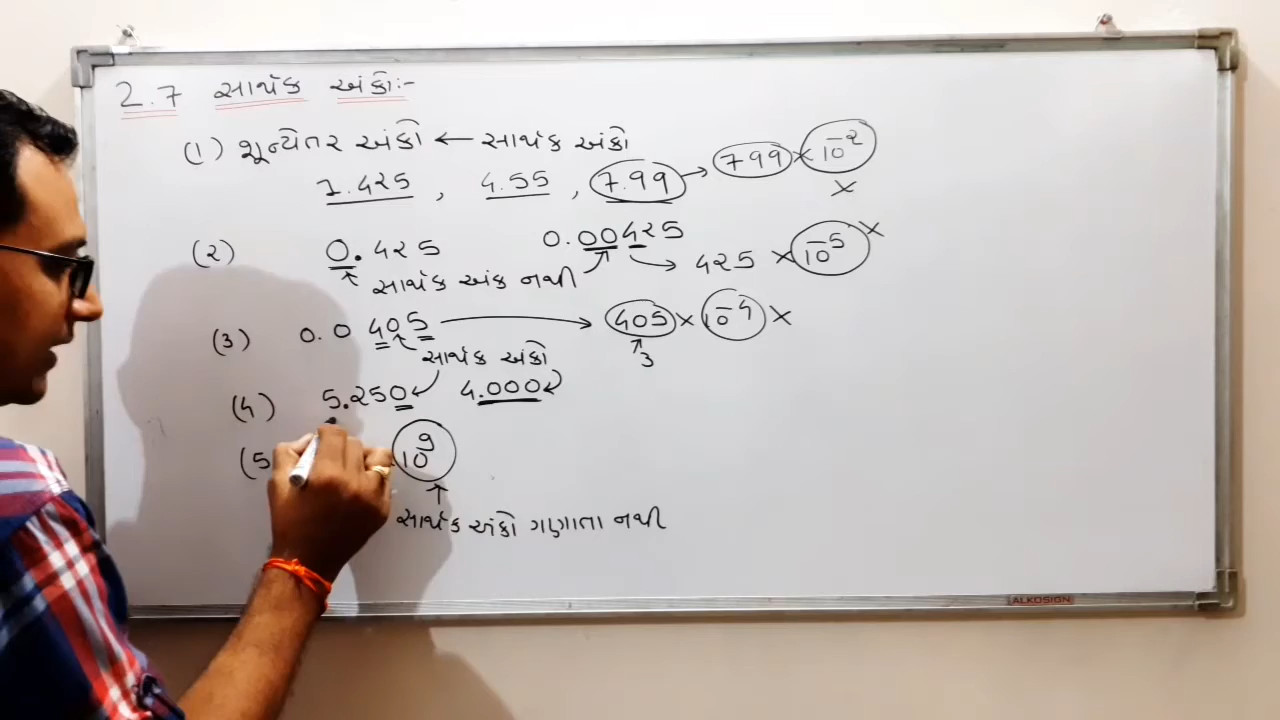 2.7 સાર્થક અંકો:-
(1) શૂન્યેતર અંકો ← સાર્થક અંકો
1.425 , 4.55 , 7.99 → 799 × 10⁻² ×
(2) 0.425 0.00425 → 425 × 10⁻⁵ ×
સાર્થક અંક નથી
(3) 0.0405 → 405 × 10⁻⁴ ×
સાર્થક અંકો 3
(4) 5.250 4.000
(5 10⁹
સાર્થક અંકો ગણાતા નથી
ALKOSIGN